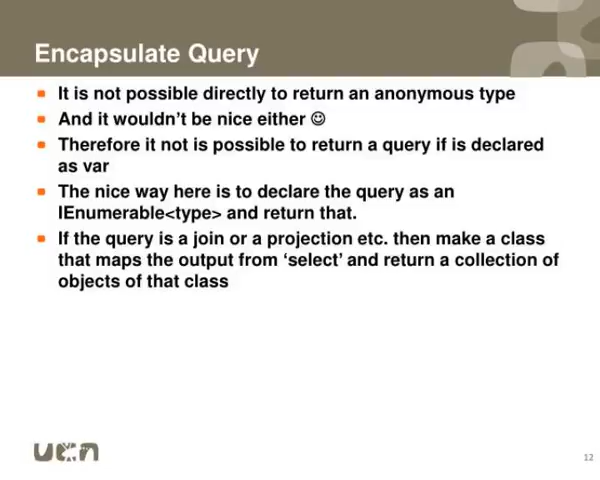 Encapsulate Query
It is not possible directly to return an anonymous type
And it wouldn't be nice either ☺
Therefore it not is possible to return a query if is declared
as var
The nice way here is to declare the query as an
IEnumerable<type> and return that.
If the query is a join or a projection etc. then make a class
that maps the output from ‘select’ and return a collection of
objects of that class
ucn
12